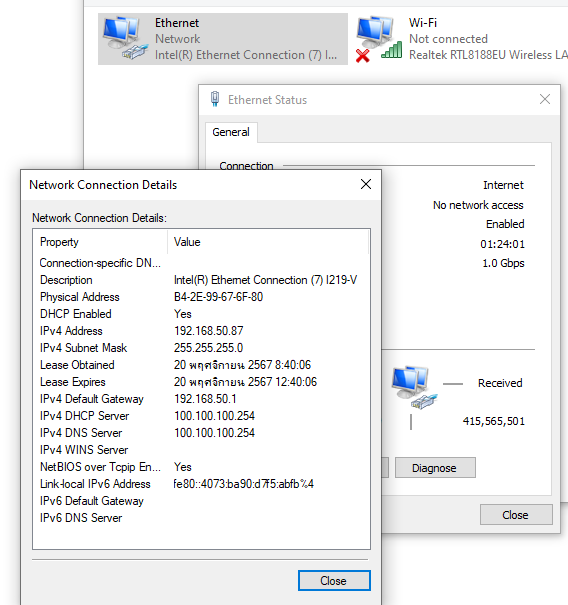 Ethernet
Network
Intel(R) Ethernet Connection (7) I...
Wi-Fi
Not connected
Realtek RTL8188EU Wireless LA
Ethernet Status
General
Connection
Internet
No network access
Enabled
01:24:01
1.0 Gbps
Received
415,565,501
Diagnose
Close
Network Connection Details
Network Connection Details:
Property Value
Connection-specific DN...
Description Intel(R) Ethernet Connection (7) I219-V
Physical Address B4-2E-99-67-6F-80
DHCP Enabled Yes
IPv4 Address 192.168.50.87
IPv4 Subnet Mask 255.255.255.0
Lease Obtained 20 พฤศจิกายน 2567 8:40:06
Lease Expires 20 พฤศจิกายน 2567 12:40:06
IPv4 Default Gateway 192.168.50.1
IPv4 DHCP Server 100.100.100.254
IPv4 DNS Server 100.100.100.254
IPv4 WINS Server
NetBIOS over Tcpip En... Yes
Link-local IPv6 Address fe80::4073:ba90:d7f5:abfb%4
IPv6 Default Gateway
IPv6 DNS Server
Close